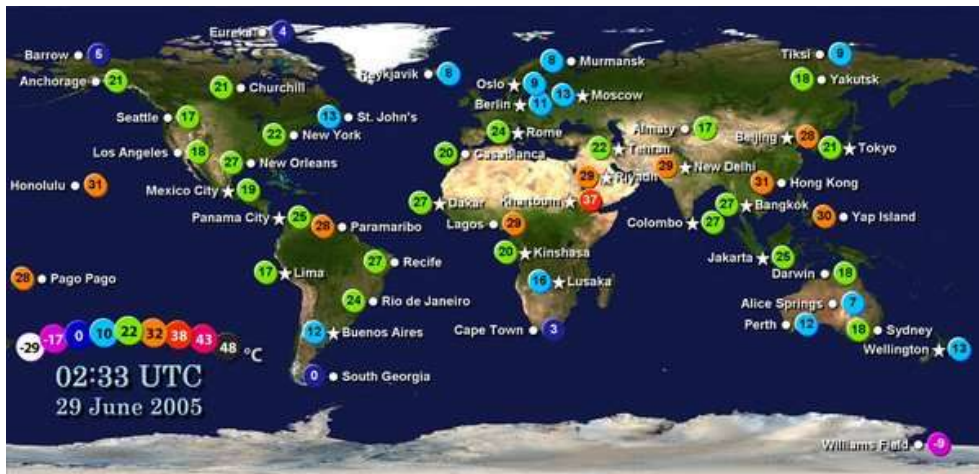 Eureka 4
Barrow 5
Reykjavik 8
8 Murmansk
Tiksi 9
Anchorage 21
21 Churchill
Oslo 9
13 Moscow
18 Yakutsk
Berlin 11
Seattle 17
13 St. John's
22 New York
24 Rome
Almaty 17
Beijing 28
21 Tokyo
Los Angeles 18
27 New Orleans
20 Casablanca
22 Tehran
29 New Delhi
Honolulu 31
Mexico City 19
29 Riyadh
31 Hong Kong
27 Dakar
Khartoum 37
27 Bangkok
Panama City 25
28 Paramaribo
Lagos 29
Colombo 27
30 Yap Island
20 Kinshasa
Jakarta 25
28 Pago Pago
17 Lima
27 Recife
16 Lusaka
Darwin 18
24 Rio de Janeiro
Alice Springs 7
12 Buenos Aires
Cape Town 3
Perth 12
18 Sydney
Wellington 13
-29 -17 0 10 22 32 38 43 48 °C
02:33 UTC
29 June 2005
0 South Georgia
Williams Field -9